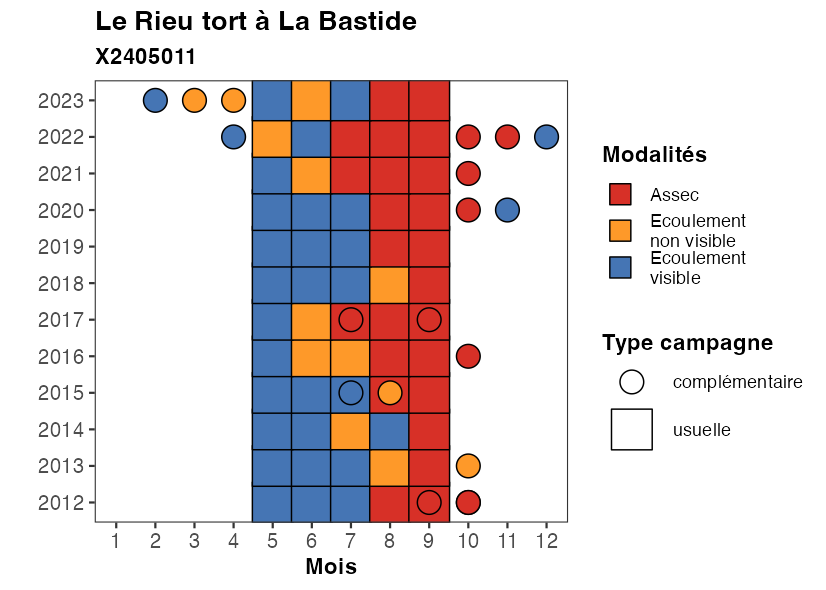 Le Rieu tort à La Bastide
X2405011
2023
2022
2021
2020
2019
2018
2017
2016
2015
2014
2013
2012
1 2 3 4 5 6 7 8 9 10 11 12
Mois
Modalités
Assec
Ecoulement
non visible
Ecoulement
visible
Type campagne
complémentaire
usuelle